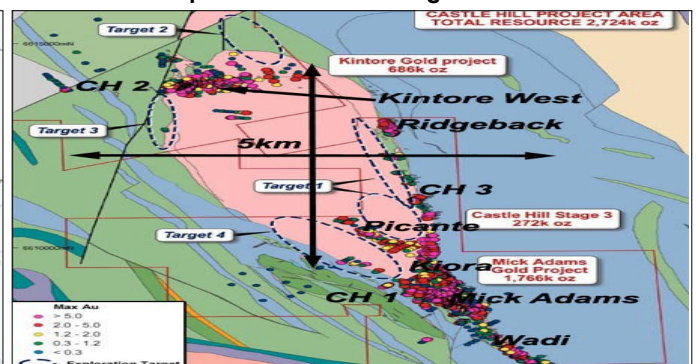 CASTLE HILL PROJECT AREA
TOTAL RESOURCE 2,724k oz
Target 2
Kintore Gold project
686k oz
CH 2
Kintore West
Ridgeback
Target 3
5km
Target 1
CH 3
Castle Hill Stage 3
272k oz
Picante
Target 4
Kiora
Mick Adams
Gold Project
1,766k oz
CH 1
Mick Adams
Wadi
Max Au
> 5.0
2.0 - 5.0
1.2 - 2.0
0.3 - 1.2
< 0.3
Exploration Target